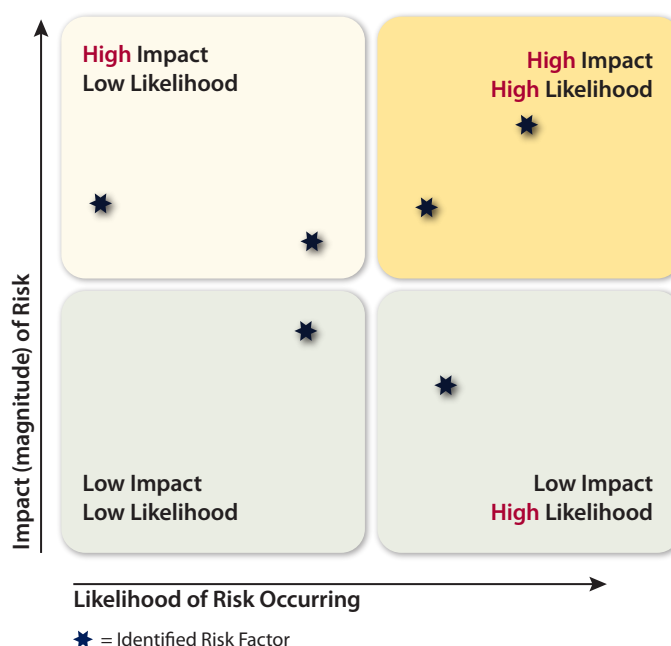 High Impact
Low Likelihood
High Impact
High Likelihood
Impact (magnitude) of Risk
Low Impact
Low Likelihood
Low Impact
High Likelihood
Likelihood of Risk Occurring
= Identified Risk Factor